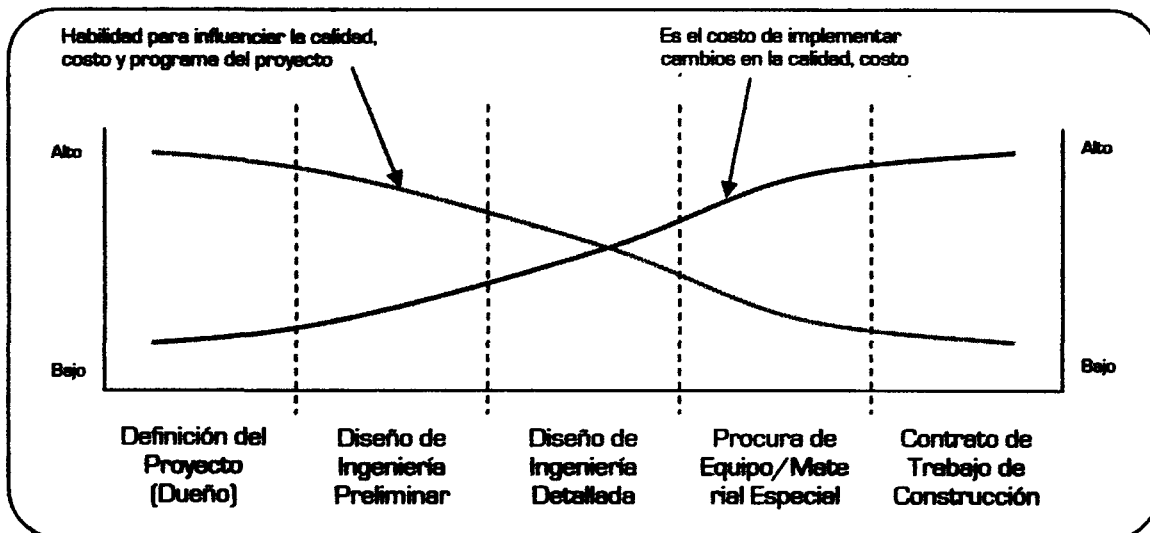 Habilidad para influenciar la calidad,
costo y programa del proyecto
Es el costo de implementar
cambios en la calidad, costo
Alto
Alto
Bajo
Bajo
Definición del
Proyecto
(Dueño)
Diseño de
Ingeniería
Preliminar
Diseño de
Ingeniería
Detallada
Procura de
Equipo/Mate
rial Especial
Contrato de
Trabajo de
Construcción